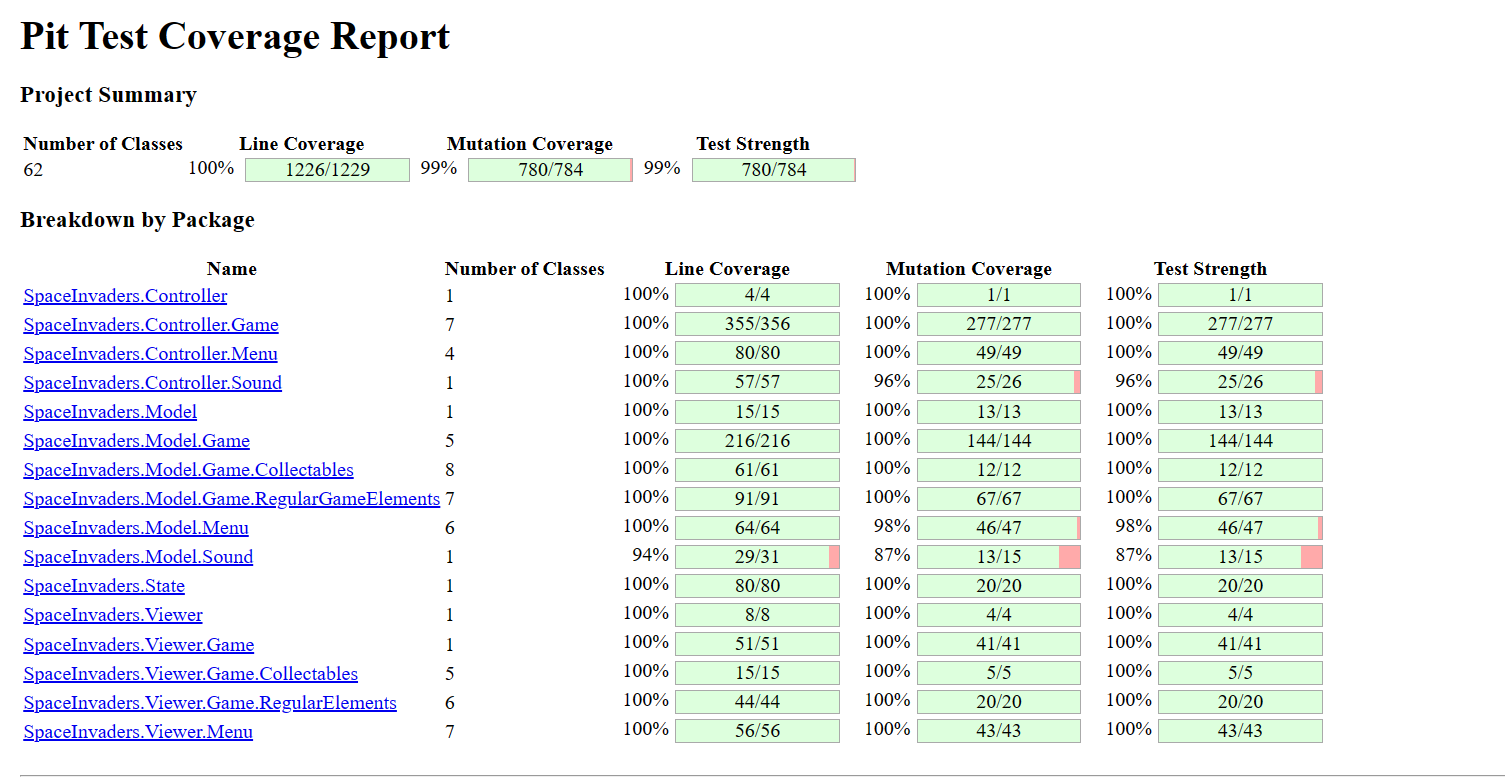 Pit Test Coverage Report
Project Summary
Number of Classes Line Coverage Mutation Coverage Test Strength
62 100% 1226/1229 99% 780/784 99% 780/784
Breakdown by Package
Name Number of Classes Line Coverage Mutation Coverage Test Strength
SpaceInvaders.Controller 1 100% 4/4 100% 1/1 100% 1/1
SpaceInvaders.Controller.Game 7 100% 355/356 100% 277/277 100% 277/277
SpaceInvaders.Controller.Menu 4 100% 80/80 100% 49/49 100% 49/49
SpaceInvaders.Controller.Sound 1 100% 57/57 96% 25/26 96% 25/26
SpaceInvaders.Model 1 100% 15/15 100% 13/13 100% 13/13
SpaceInvaders.Model.Game 5 100% 216/216 100% 144/144 100% 144/144
SpaceInvaders.Model.Game.Collectables 8 100% 61/61 100% 12/12 100% 12/12
SpaceInvaders.Model.Game.RegularGameElements 7 100% 91/91 100% 67/67 100% 67/67
SpaceInvaders.Model.Menu 6 100% 64/64 98% 46/47 98% 46/47
SpaceInvaders.Model.Sound 1 94% 29/31 87% 13/15 87% 13/15
SpaceInvaders.State 1 100% 80/80 100% 20/20 100% 20/20
SpaceInvaders.Viewer 1 100% 8/8 100% 4/4 100% 4/4
SpaceInvaders.Viewer.Game 1 100% 51/51 100% 41/41 100% 41/41
SpaceInvaders.Viewer.Game.Collectables 5 100% 15/15 100% 5/5 100% 5/5
SpaceInvaders.Viewer.Game.RegularElements 6 100% 44/44 100% 20/20 100% 20/20
SpaceInvaders.Viewer.Menu 7 100% 56/56 100% 43/43 100% 43/43